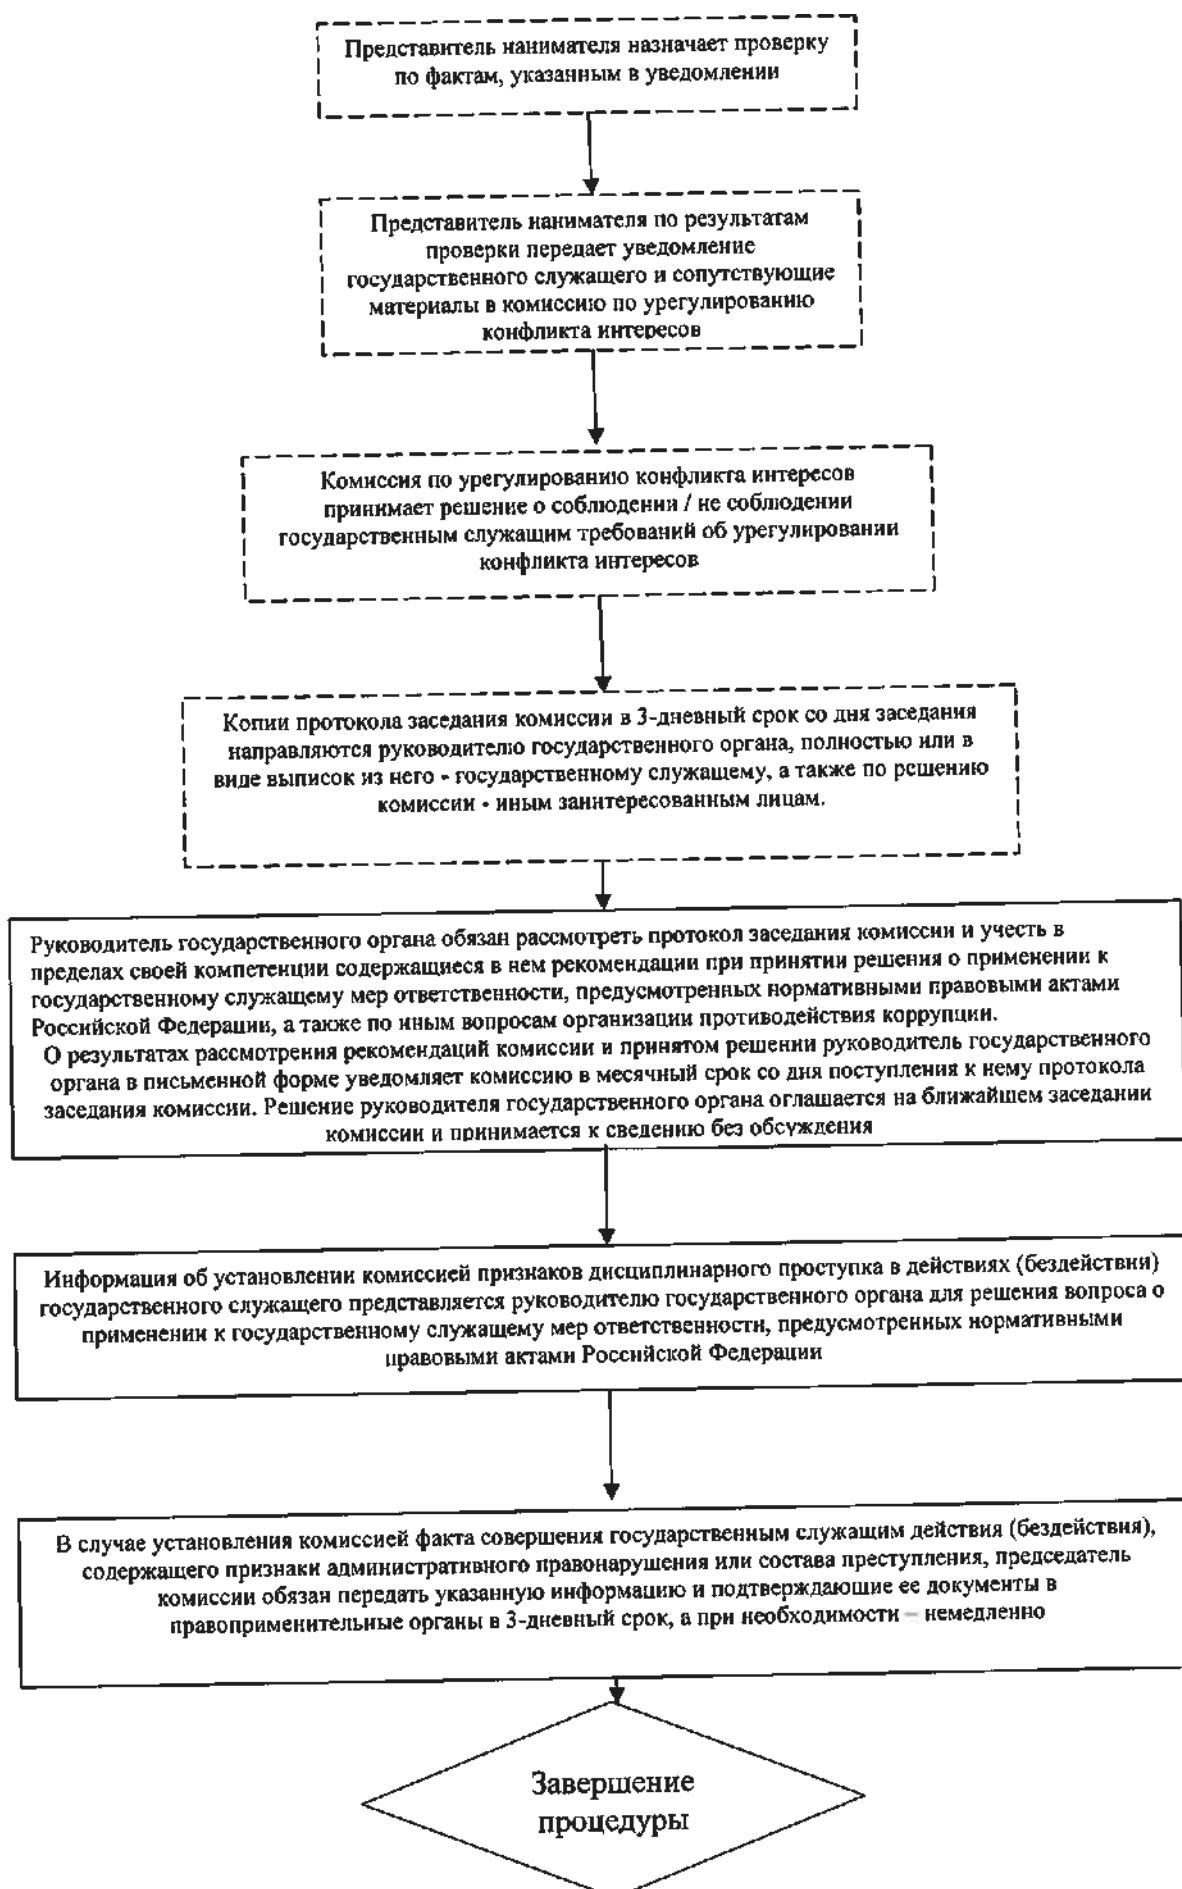 Представитель нанимателя назначает проверку
по фактам, указанным в уведомлении
Представитель нанимателя по результатам
проверки передает уведомление
государственного служащего и сопутствующие
материалы в комиссию по урегулированию
конфликта интересов
Комиссия по урегулированию конфликта интересов
принимает решение о соблюдении / не соблюдении
государственным служащим требований об урегулировании
конфликта интересов
Копии протокола заседания комиссии в 3-дневный срок со дня заседания
направляются руководителю государственного органа, полностью или в
виде выписок из него - государственному служащему, а также по решению
комиссии - иным заинтересованным лицам.
Руководитель государственного органа обязан рассмотреть протокол заседания комиссии и учесть в
пределах своей компетенции содержащиеся в нем рекомендации при принятии решения о применении к
государственному служащему мер ответственности, предусмотренных нормативными правовыми актами
Российской Федерации, а также по иным вопросам организации противодействия коррупции.
О результатах рассмотрения рекомендаций комиссии и принятом решении руководитель государственного
органа в письменной форме уведомляет комиссию в месячный срок со дня поступления к нему протокола
заседания комиссии. Решение руководителя государственного органа оглашается на ближайшем заседании
комиссии и принимается к сведению без обсуждения
Информация об установлении комиссией признаков дисциплинарного проступка в действиях (бездействии)
государственного служащего представляется руководителю государственного органа для решения вопроса о
применении к государственному служащему мер ответственности, предусмотренных нормативными
правовыми актами Российской Федерации
В случае установления комиссией факта совершения государственным служащим действия (бездействия),
содержащего признаки административного правонарушения или состава преступления, председатель
комиссии обязан передать указанную информацию и подтверждающие ее документы в
правоприменительные органы в 3-дневный срок, а при необходимости – немедленно
Завершение
процедуры